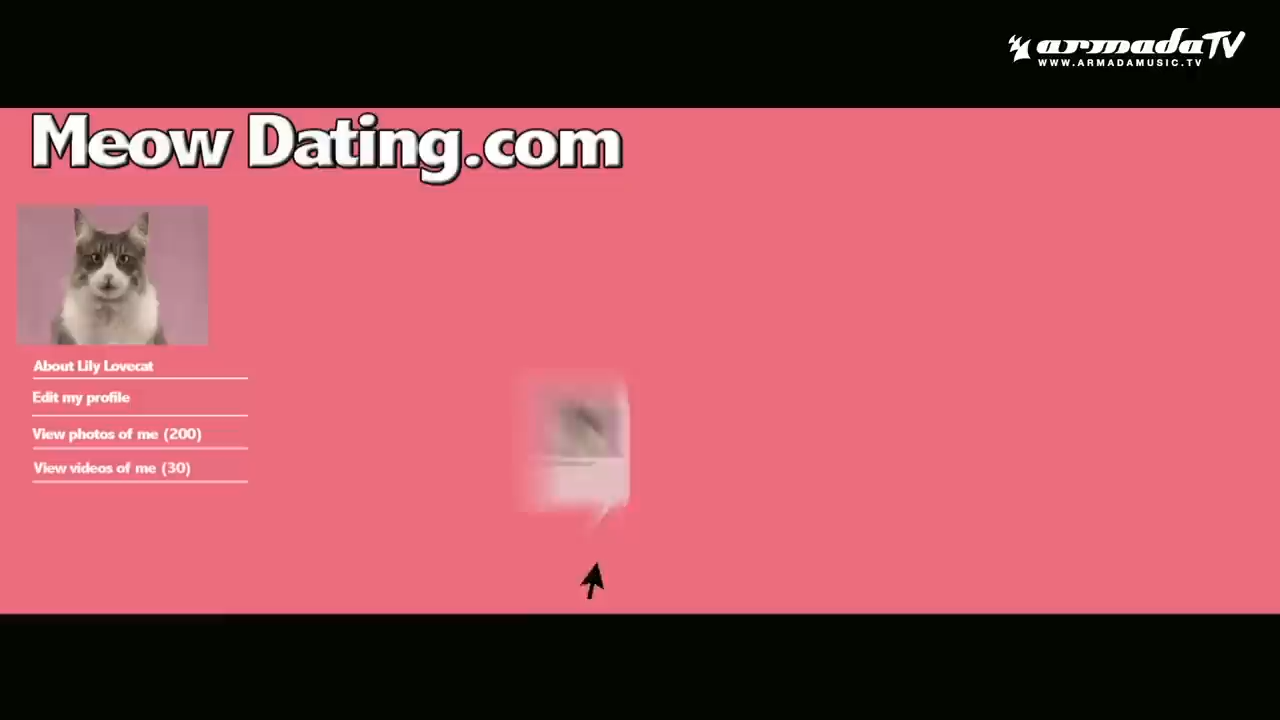 armadaTV
WWW.ARMADAMUSIC.TV
Meow Dating.com
About Lily Lovecat
Edit my profile
View photos of me (200)
View videos of me (30)